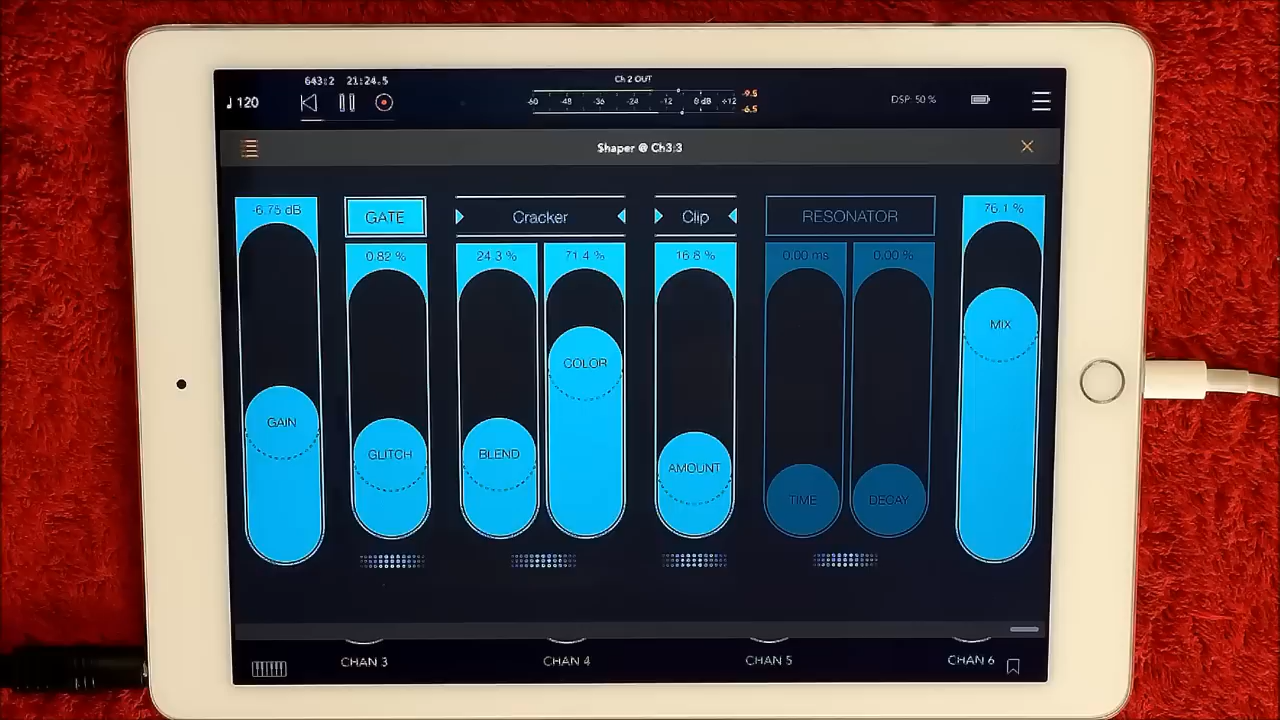 643:2 21:24.5
♩ 120
Ch 2 OUT
-60 -48 -36 -24 -12 0 dB +12
-9.5
-6.5
DSP: 50 %
Shaper @ Ch3:3
-6.75 dB
GATE
Cracker
Clip
RESONATOR
76.1 %
0.82 %
24.3 %
71.4 %
16.8 %
0.00 ms
0.00 %
GAIN
GLITCH
BLEND
COLOR
AMOUNT
TIME
DECAY
MIX
CHAN 3
CHAN 4
CHAN 5
CHAN 6